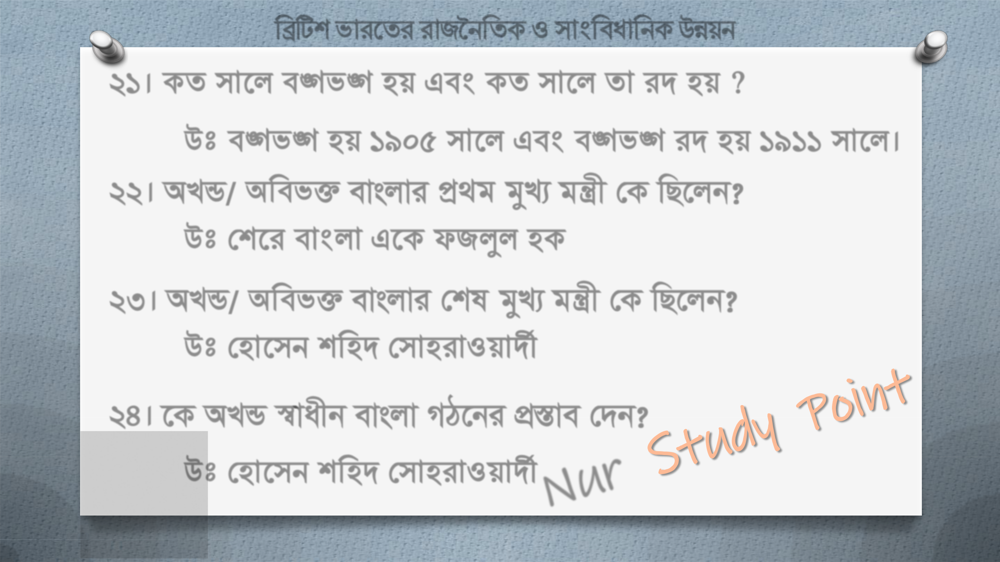 ব্রিটিশ ভারতের রাজনৈতিক ও সাংবিধানিক উন্নয়ন
২১। কত সালে বঙ্গভঙ্গ হয় এবং কত সালে তা রদ হয় ?
উঃ বঙ্গভঙ্গ হয় ১৯০৫ সালে এবং বঙ্গভঙ্গ রদ হয় ১৯১১ সালে।
২২। অখন্ড/ অবিভক্ত বাংলার প্রথম মুখ্য মন্ত্রী কে ছিলেন?
উঃ শেরে বাংলা একে ফজলুল হক
২৩। অখন্ড/ অবিভক্ত বাংলার শেষ মুখ্য মন্ত্রী কে ছিলেন?
উঃ হোসেন শহিদ সোহরাওয়ার্দী
২৪। কে অখন্ড স্বাধীন বাংলা গঠনের প্রস্তাব দেন?
উঃ হোসেন শহিদ সোহরাওয়ার্দী
Nur Study Point